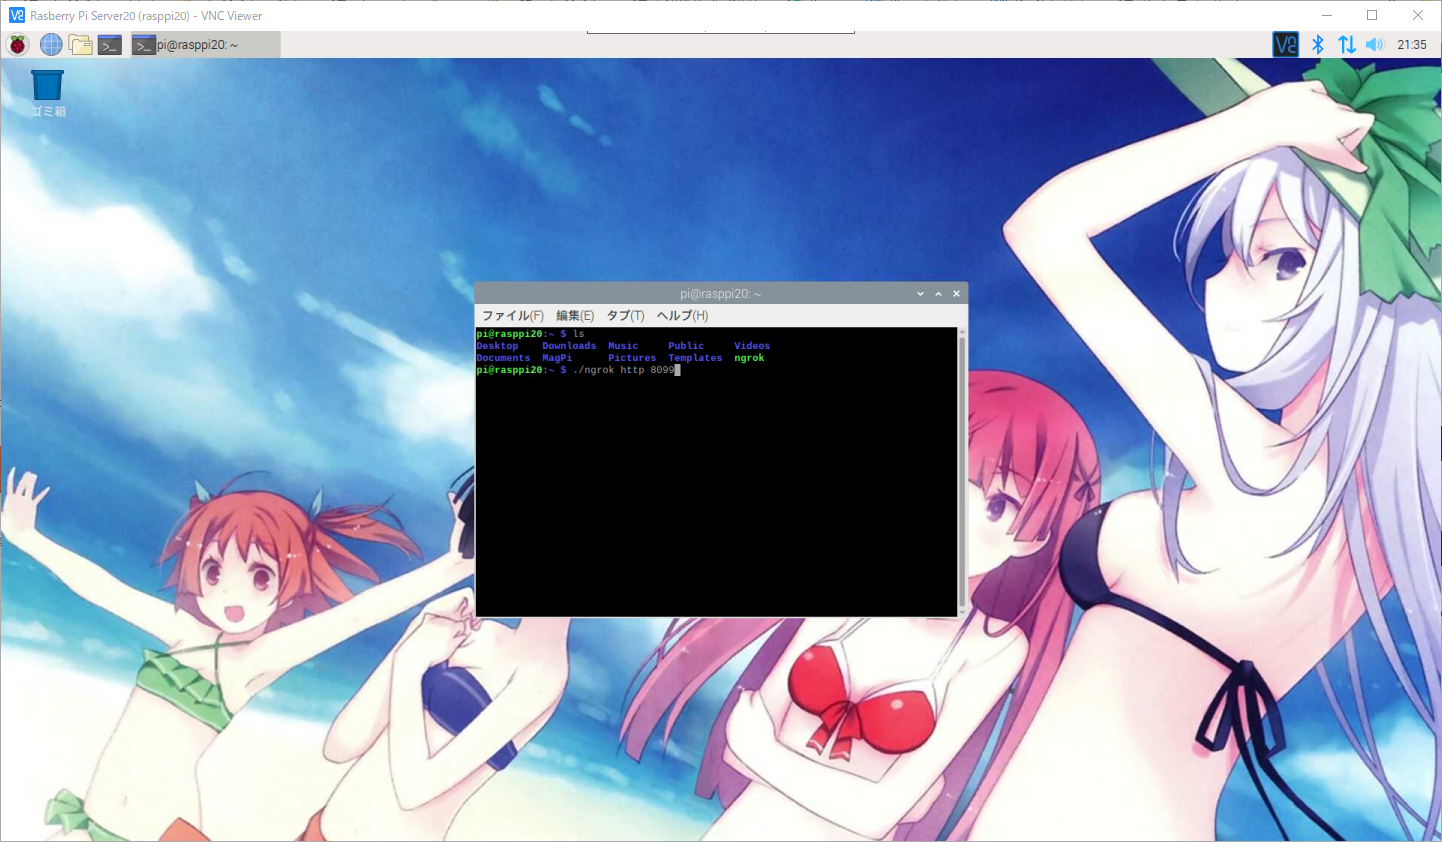 Rasberry Pi Server20 (rasppi20) - VNC Viewer
pi@rasppi20: ~
21:35
ゴミ箱
pi@rasppi20: ~
ファイル(F) 編集(E) タブ(T) ヘルプ(H)
pi@rasppi20:~ $ ls
Desktop Downloads Music Public Videos
Documents MagPi Pictures Templates ngrok
pi@rasppi20:~ $ ./ngrok http 8099